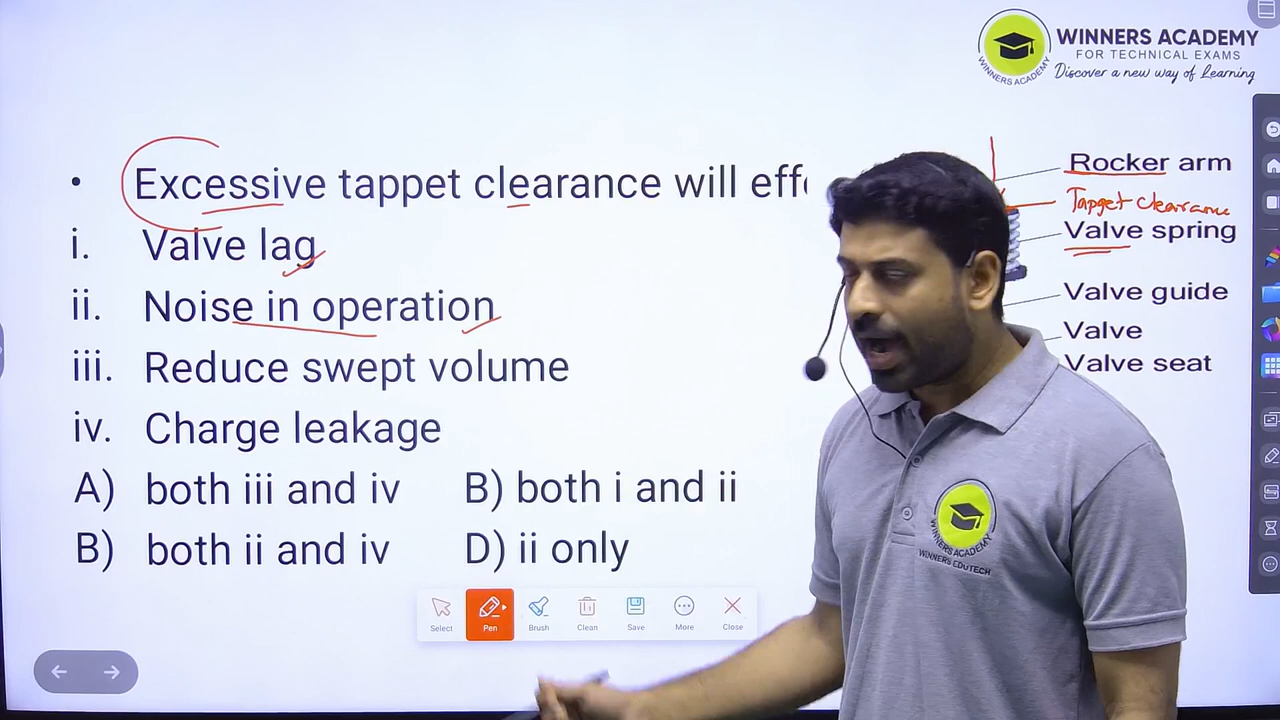 WINNERS ACADEMY
FOR TECHNICAL EXAMS
Discover a new way of Learning
WINNERS ACADEMY
• Excessive tappet clearance will
i. Valve lag
ii. Noise in operation
iii. Reduce swept volume
iv. Charge leakage
A) both iii and iv B) both i and ii
B) both ii and iv D) ii only
Rocker arm
Tapget clearance
Valve spring
Valve guide
Valve
Valve seat
WINNERS ACADEMY
WINNERS EDUTECH
Select Pen Brush Clean Save More Close